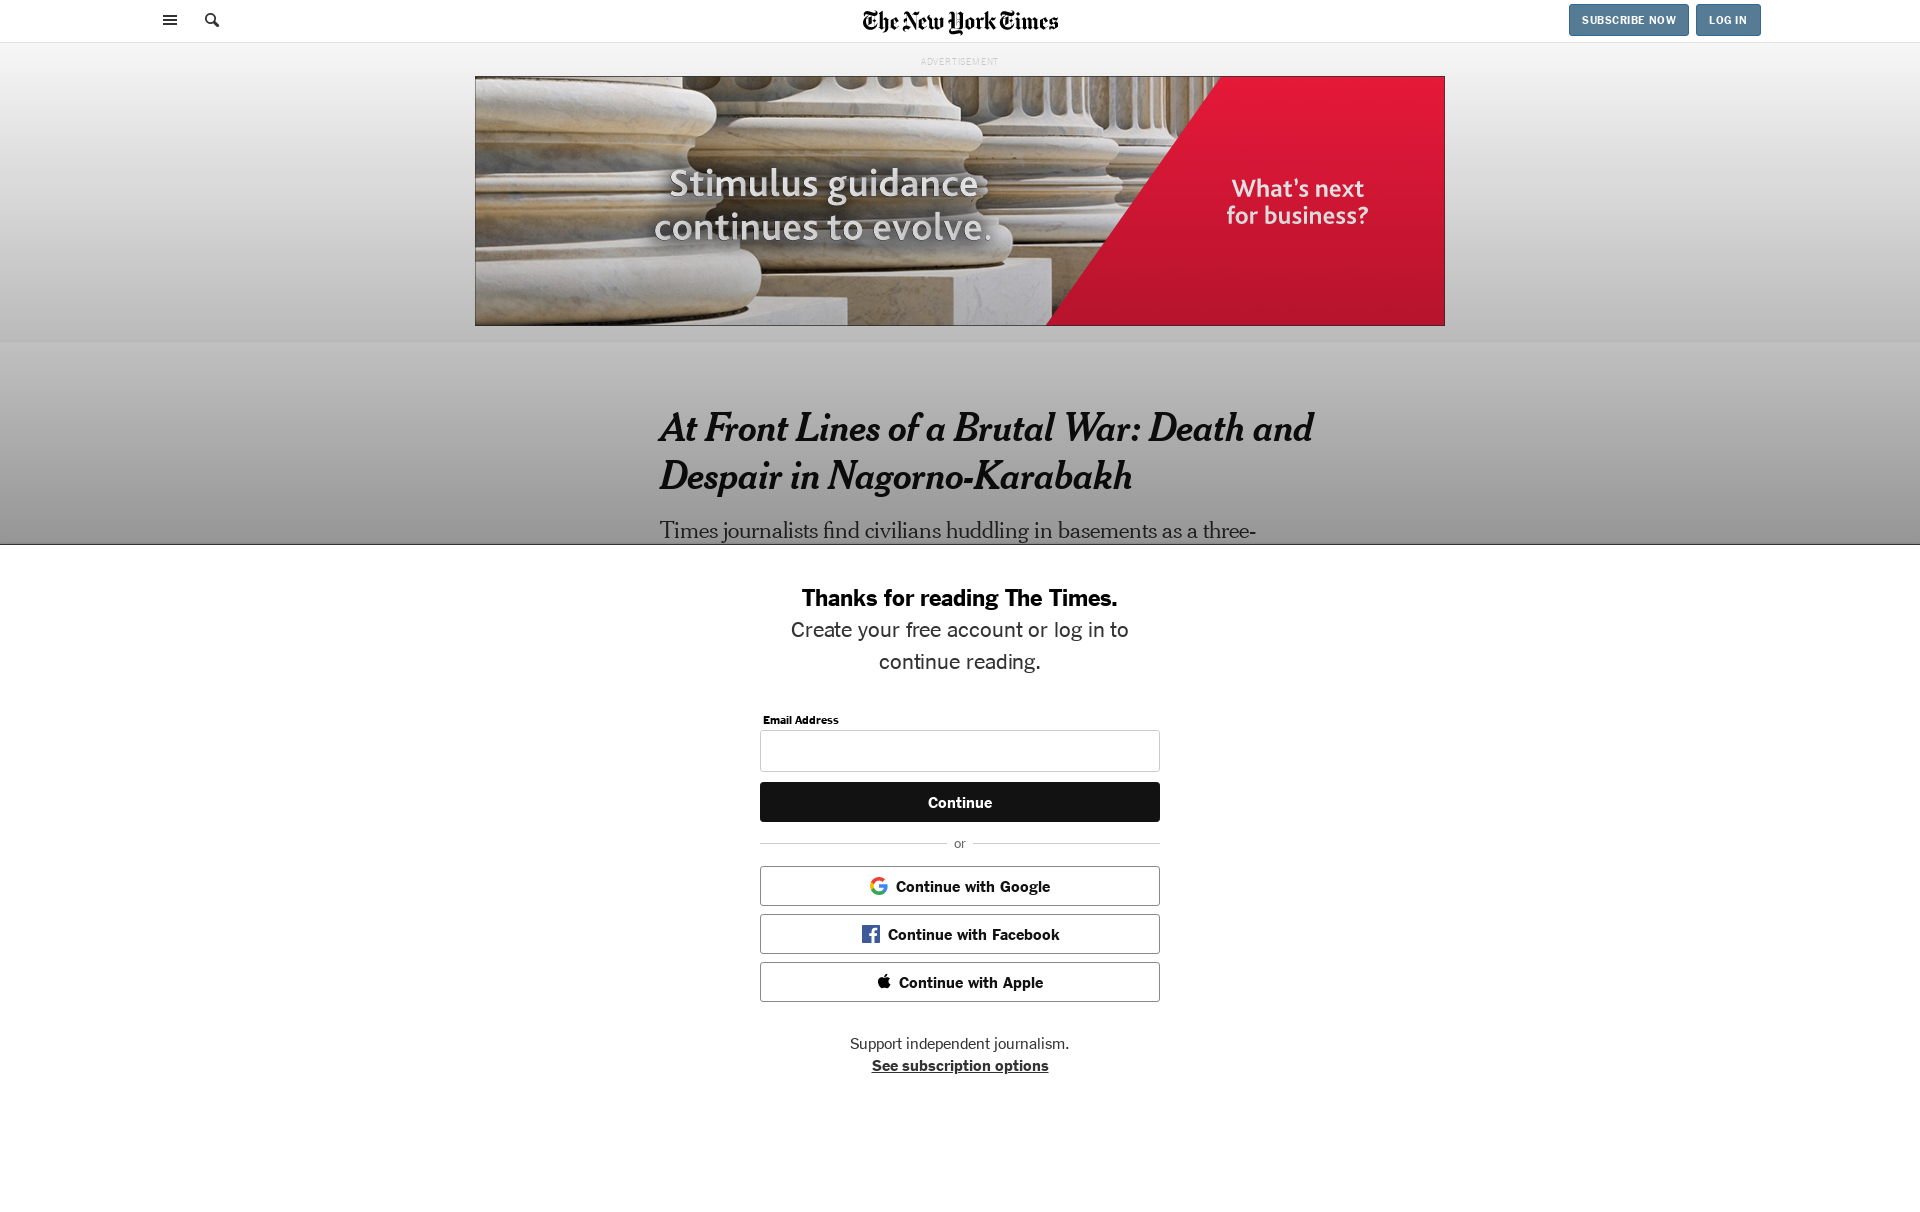 The New York Times
SUBSCRIBE NOW
LOG IN
ADVERTISEMENT
Stimulus guidance
continues to evolve.
What's next
for business?
At Front Lines of a Brutal War: Death and
Despair in Nagorno-Karabakh
Times journalists find civilians huddling in basements as a three-
Thanks for reading The Times.
Create your free account or log in to
continue reading.
Email Address
Continue
or
Continue with Google
Continue with Facebook
Continue with Apple
Support independent journalism.
See subscription options